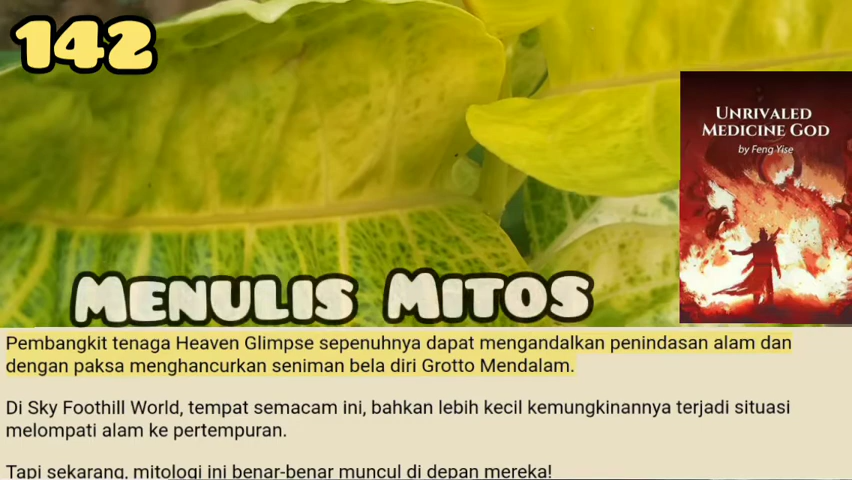 142
UNRIVALED
MEDICINE GOD
by Feng Yise
MENULIS MITOS
Pembangkit tenaga Heaven Glimpse sepenuhnya dapat mengandalkan penindasan alam dan
dengan paksa menghancurkan seniman bela diri Grotto Mendalam.
Di Sky Foothill World, tempat semacam ini, bahkan lebih kecil kemungkinannya terjadi situasi
melompati alam ke pertempuran.
Tapi sekarang, mitologi ini benar-benar muncul di depan mereka!